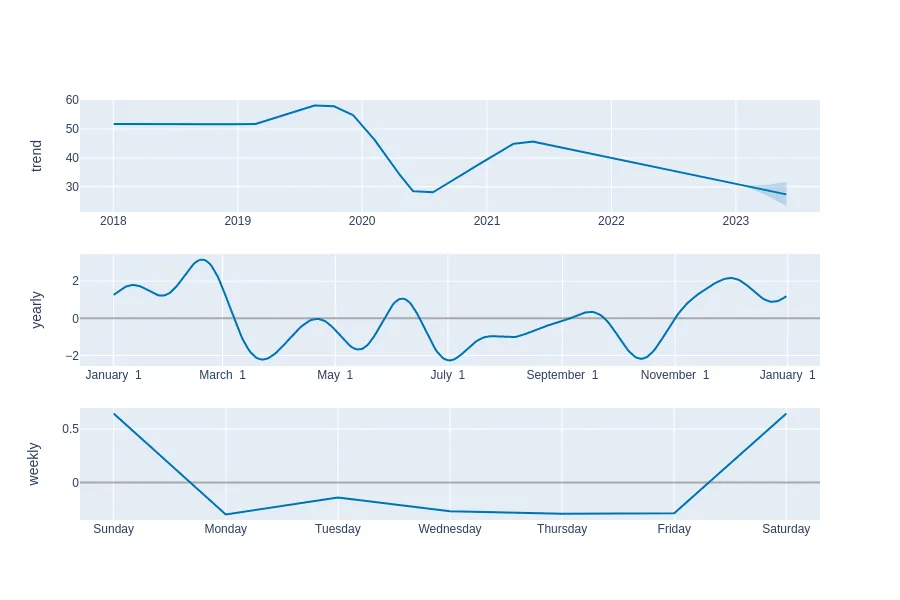 trend
60
50
40
30
2018 2019 2020 2021 2022 2023
yearly
2
0
−2
January 1 March 1 May 1 July 1 September 1 November 1 January 1
weekly
0.5
0
Sunday Monday Tuesday Wednesday Thursday Friday Saturday